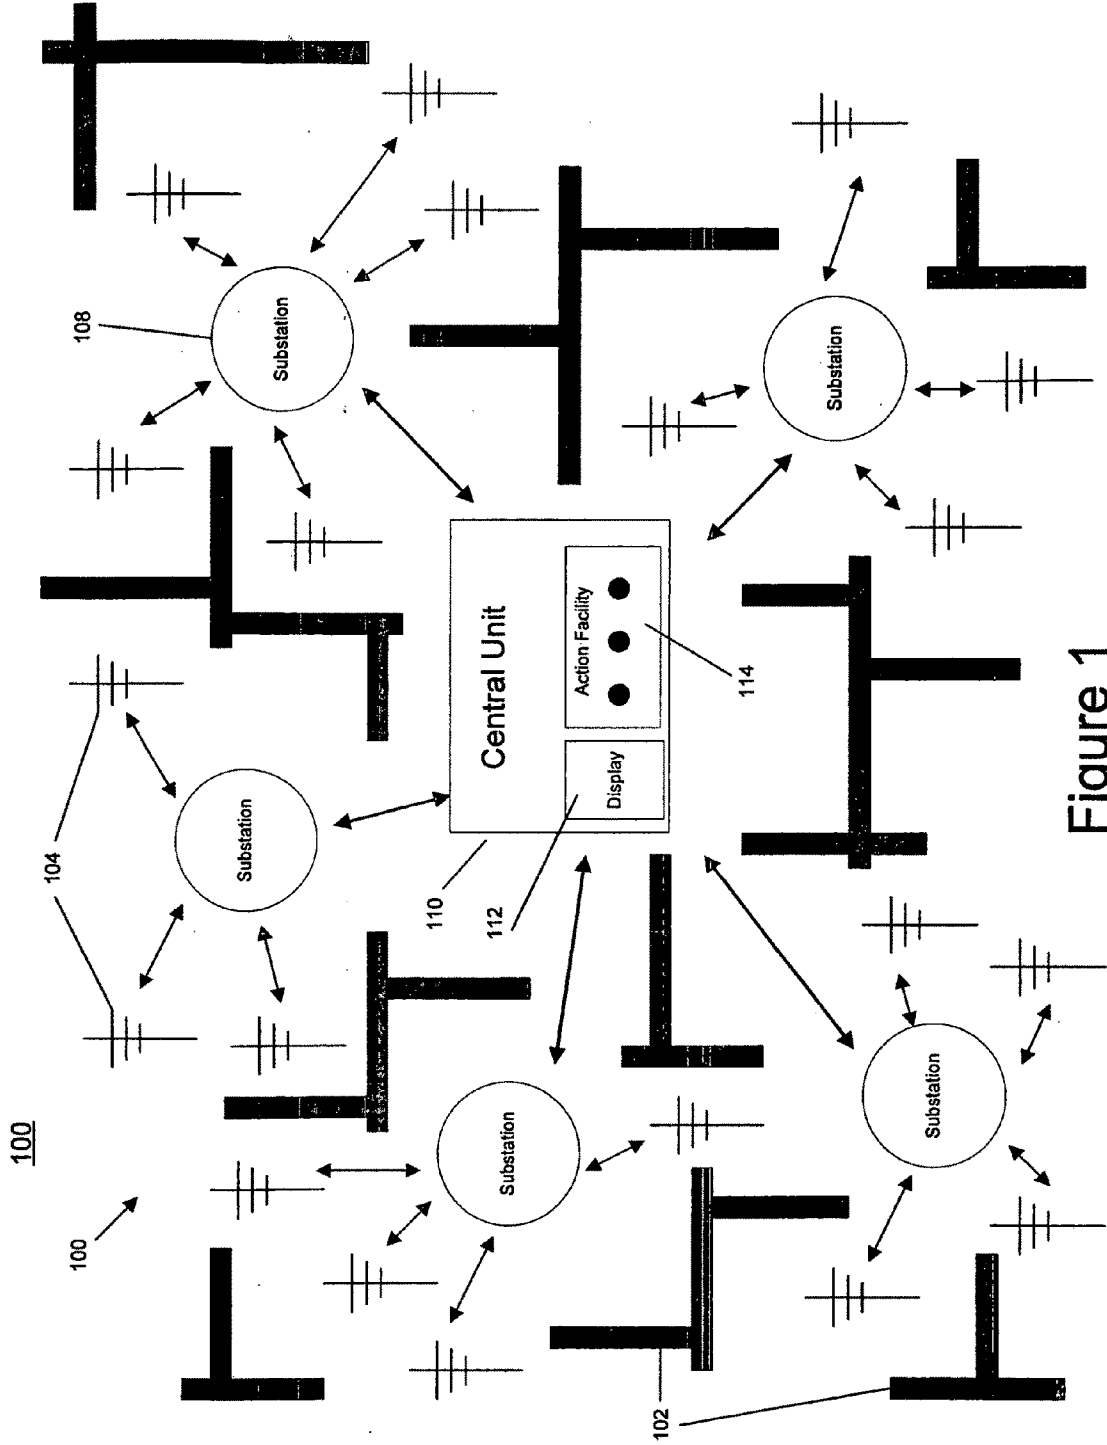 100
100
104
108
Substation
Substation
Substation
Substation
Substation
110
112
Central Unit
Display
Action Facility
114
102
Figure 1